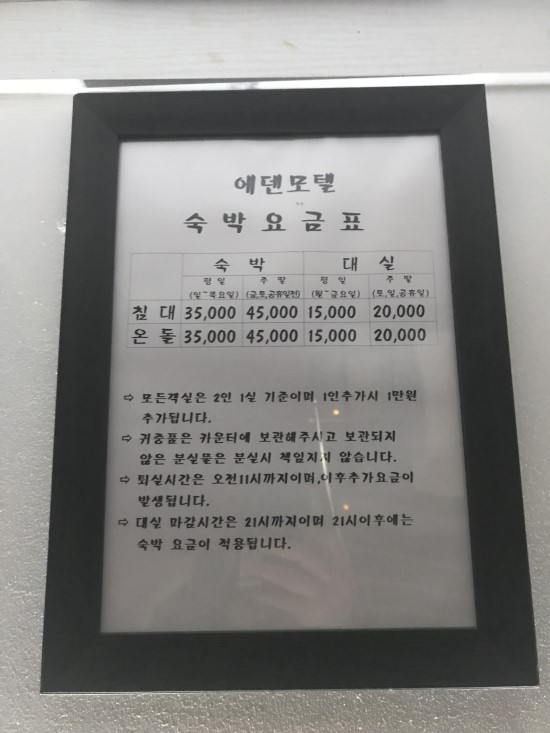 에덴모텔
숙박요금표
숙 박 대 실
평일 주말 평일 주말
(일~목요일) (금,토,공휴일전) (월~금요일) (토,일,공휴일)
침 대 35,000 45,000 15,000 20,000
온 돌 35,000 45,000 15,000 20,000
⇨ 모든객실은 2인 1실 기준이며 1인추가시 1만원
추가됩니다.
⇨ 귀중품은 카운터에 보관해주시고 보관되지
않은 분실물은 분실시 책임지지 않습니다.
⇨ 퇴실시간은 오전11시까지이며,이후추가요금이
발생됩니다.
⇨ 대실 마감시간은 21시까지이며 21시이후에는
숙박 요금이 적용됩니다.